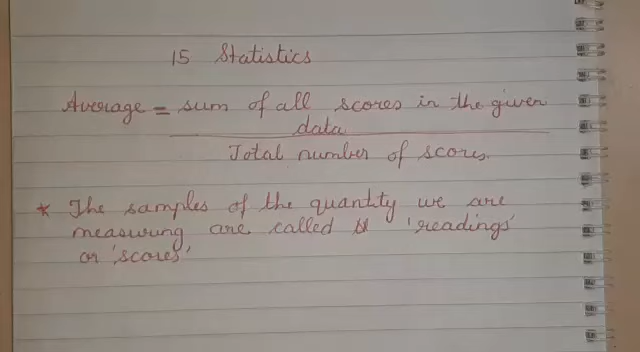 15 Statistics
Average = sum of all scores in the given
data
Total number of scores.
* The samples of the quantity we are
measuring are called 'readings'
or 'scores'